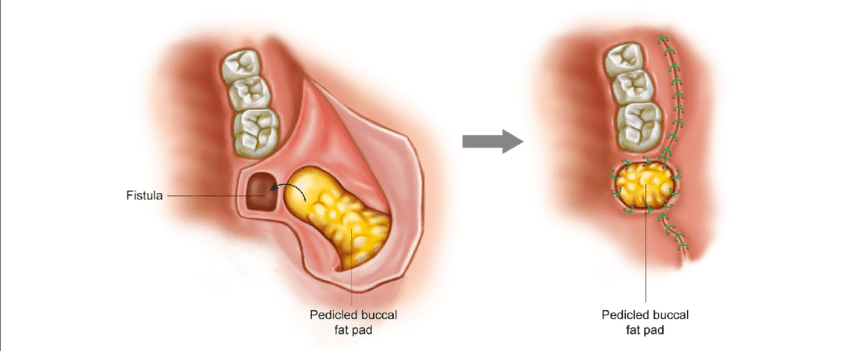 Fistula
Pedicled buccal
fat pad
Pedicled buccal
fat pad